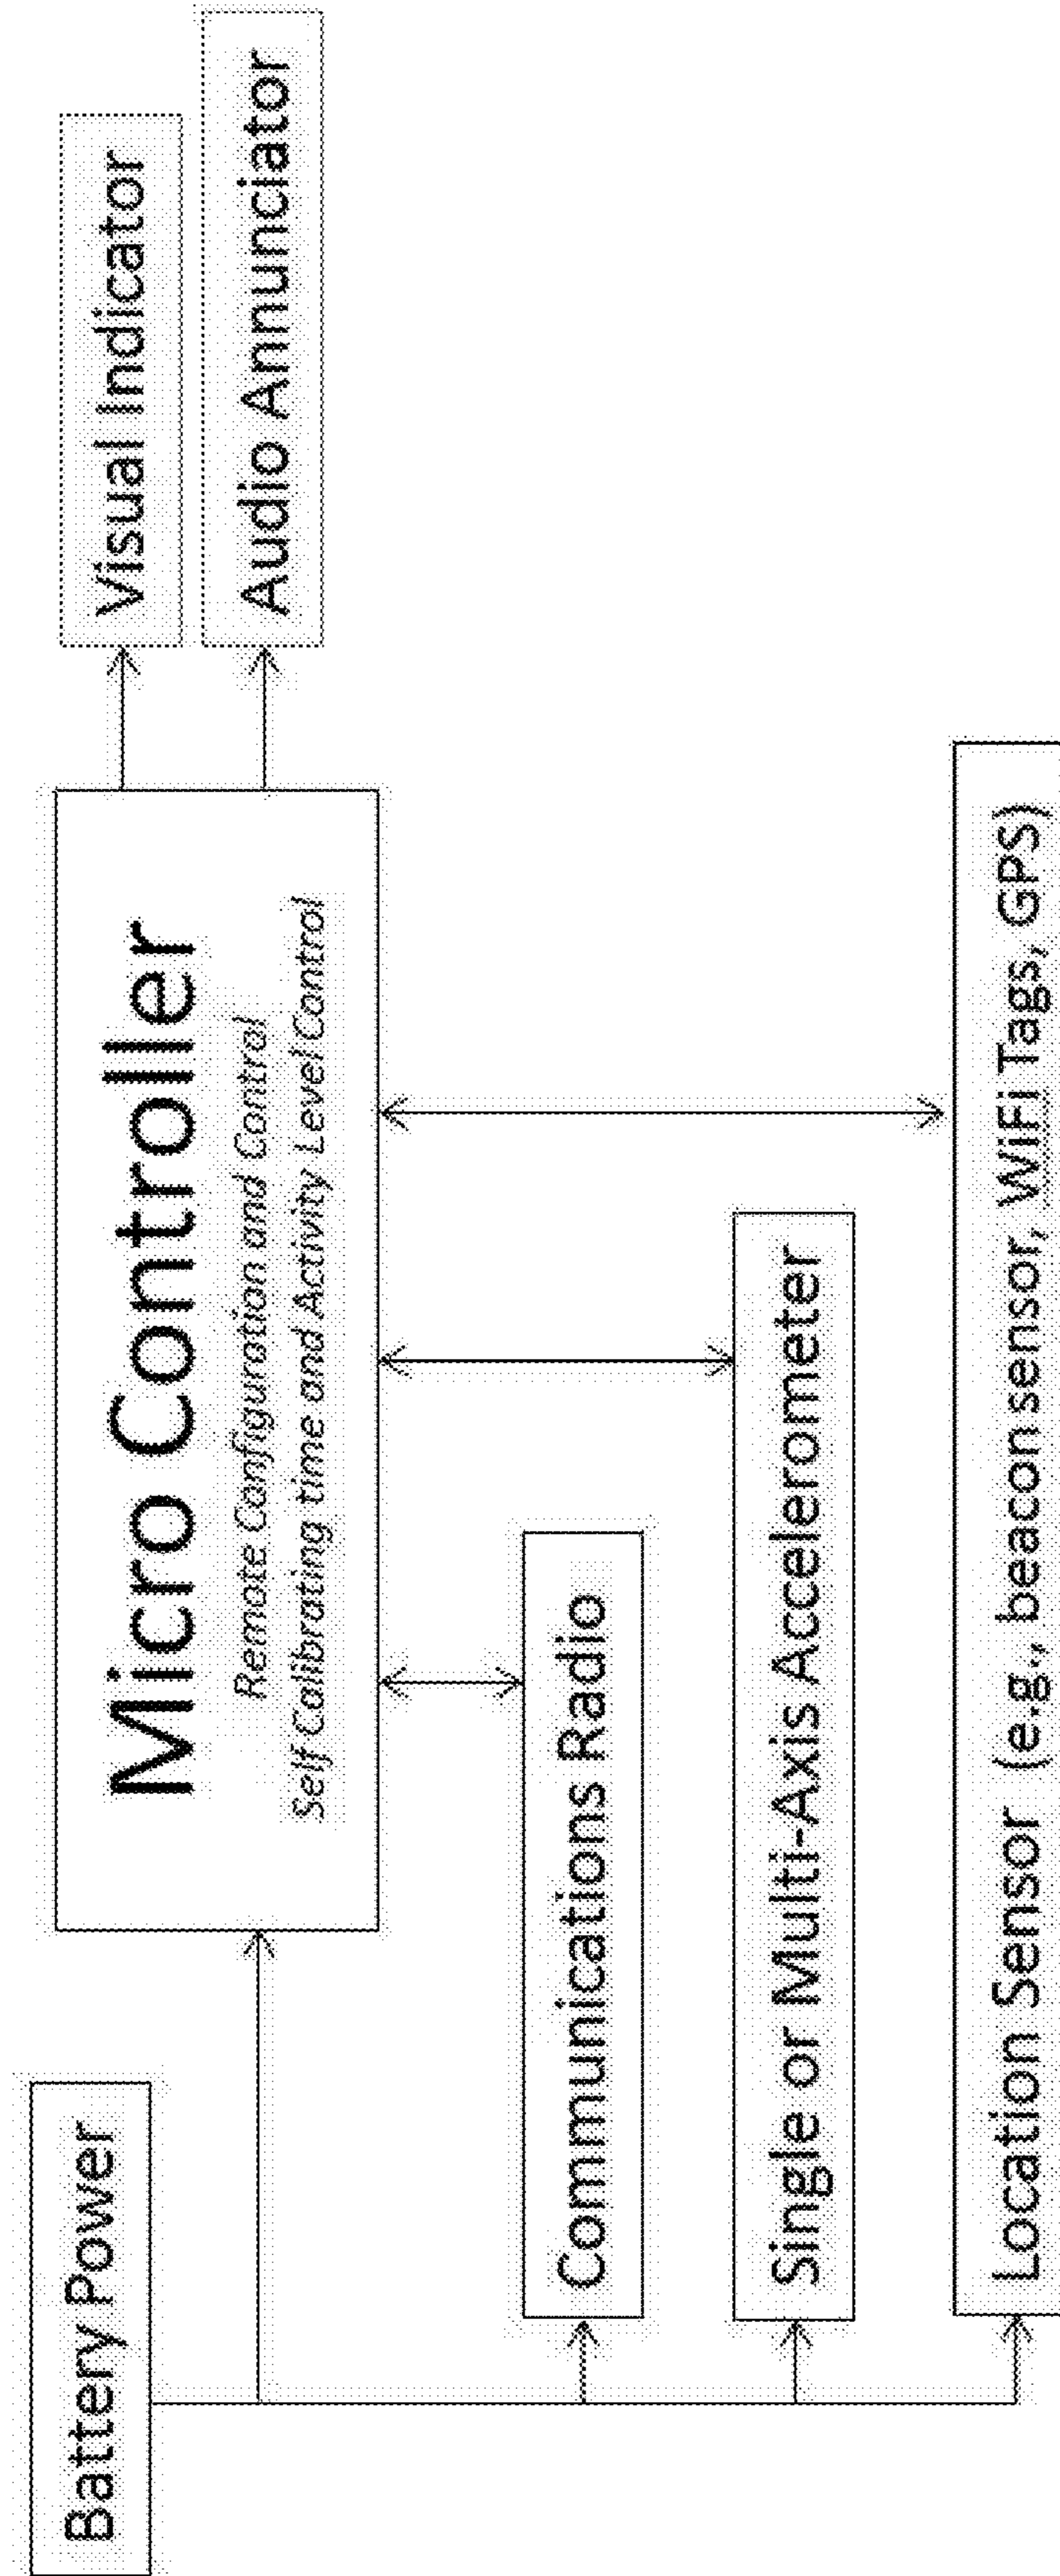 Battery Power
Micro Controller
Remote Configuration and Control
Self Calibrating time and Activity Level Control
Visual Indicator
Audio Annunciator
Communications Radio
Single or Multi-Axis Accelerometer
Location Sensor (e.g., beacon sensor, WiFi Tags, GPS)